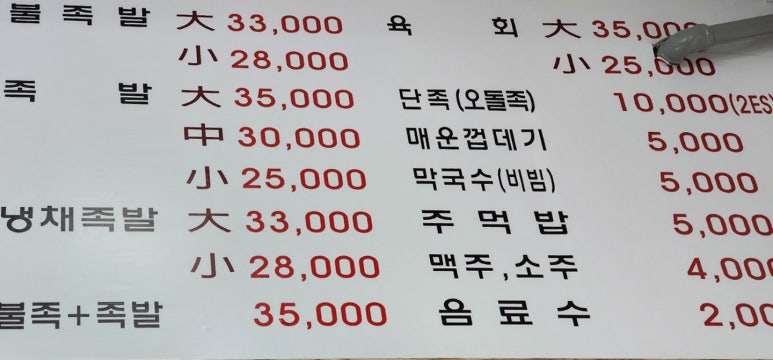 불족발 大 33,000
小 28,000
족발 大 35,000
中 30,000
小 25,000
냉채족발 大 33,000
小 28,000
불족+족발 35,000
육회 大 35,000
小 25,000
단족(오돌족) 10,000(2ES
매운껍데기 5,000
막국수(비빔) 5,000
주먹밥 5,000
맥주,소주 4,000
음료수 2,00